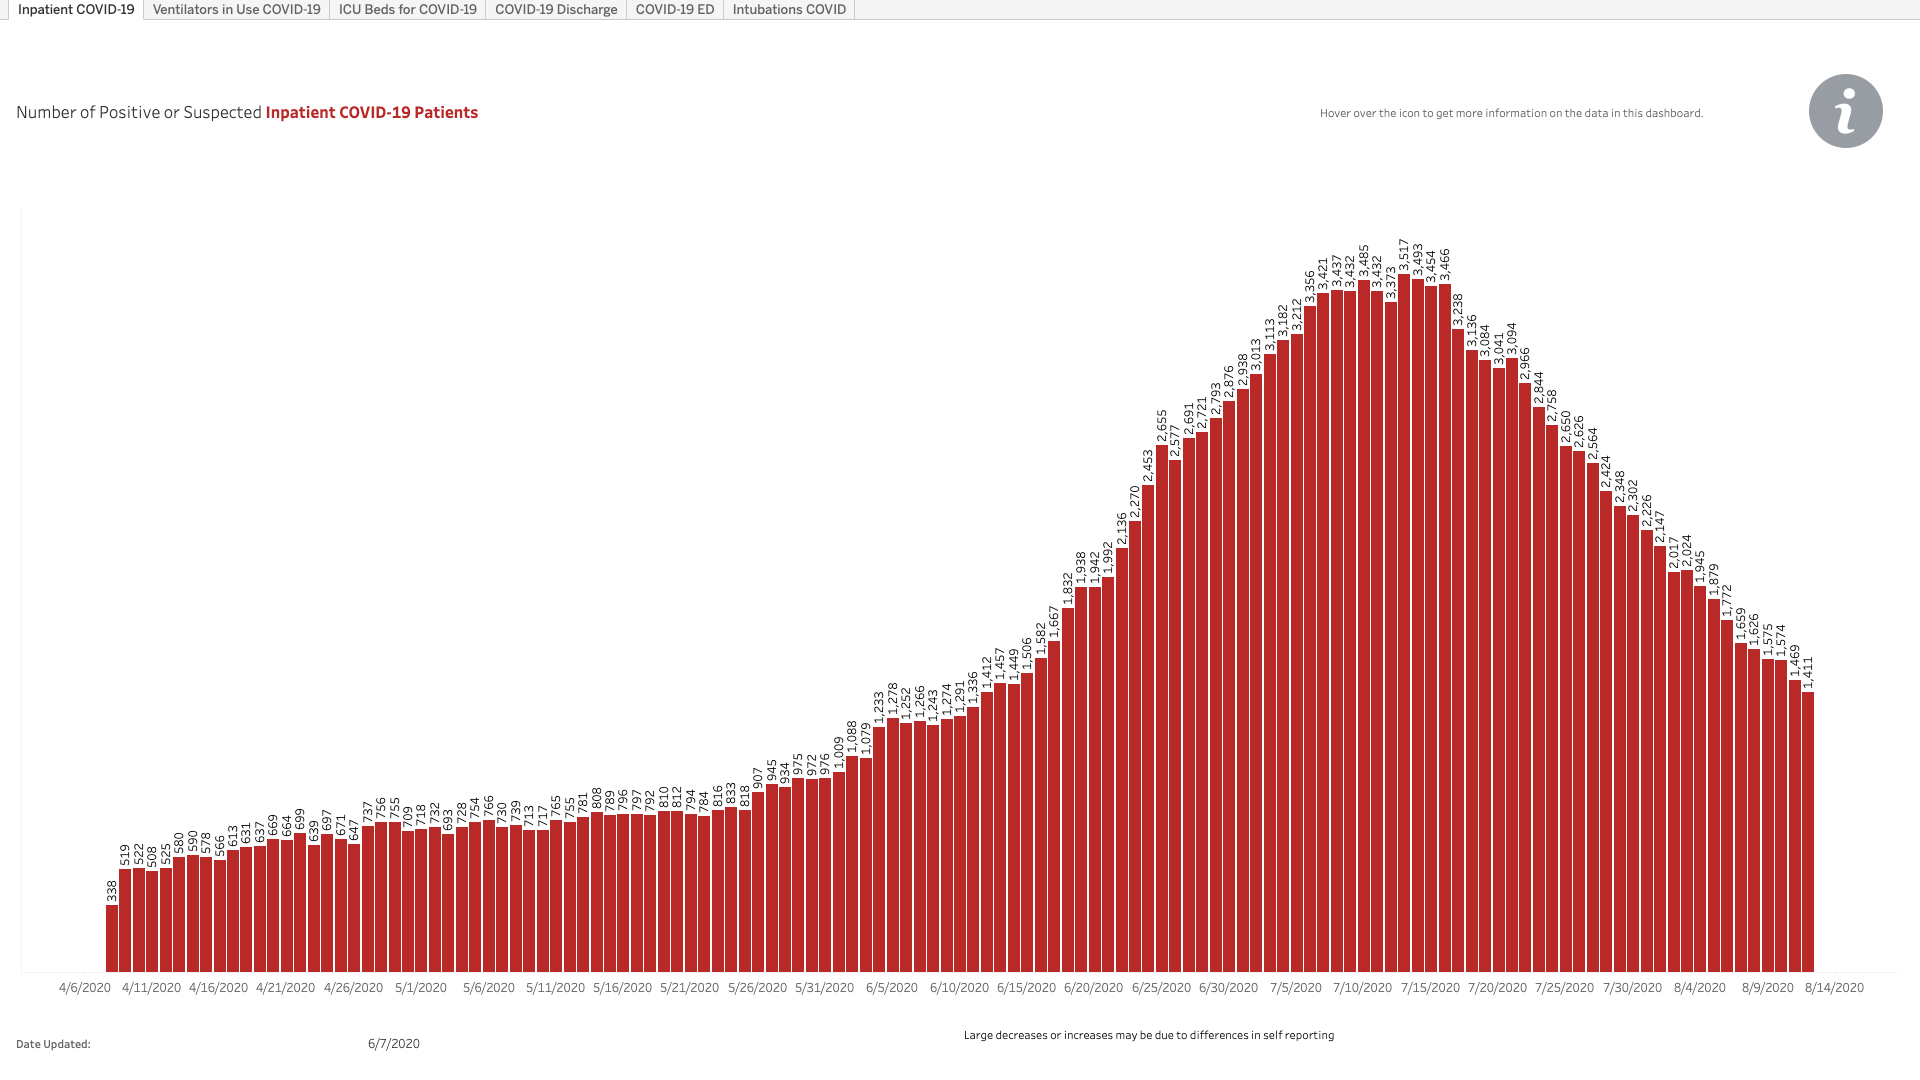 Inpatient COVID-19 Ventilators in Use COVID-19 ICU Beds for COVID-19 COVID-19 Discharge COVID-19 ED Intubations COVID
Number of Positive or Suspected Inpatient COVID-19 Patients
Hover over the icon to get more information on the data in this dashboard.
i
338 519 522 508 525 580 590 578 566 613 631 637 669 664 699 639 697 671 647 737 756 755 709 718 732 693 728 754 766 730 739 713 717 765 755 781 808 789 796 797 792 810 812 794 784 816 833 818 907 945 934 975 972 976 1,009 1,088 1,079 1,233 1,278 1,252 1,266 1,243 1,274 1,291 1,336 1,412 1,457 1,449 1,506 1,582 1,667 1,832 1,938 1,942 1,992 2,136 2,270 2,453 2,655 2,577 2,691 2,721 2,793 2,876 2,938 3,013 3,113 3,182 3,212 3,356 3,421 3,437 3,432 3,485 3,432 3,373 3,517 3,493 3,454 3,466 3,238 3,136 3,084 3,041 3,094 2,966 2,844 2,758 2,650 2,626 2,564 2,424 2,348 2,302 2,226 2,147 2,017 2,024 1,945 1,879 1,772 1,659 1,626 1,575 1,574 1,469 1,411
4/6/2020 4/11/2020 4/16/2020 4/21/2020 4/26/2020 5/1/2020 5/6/2020 5/11/2020 5/16/2020 5/21/2020 5/26/2020 5/31/2020 6/5/2020 6/10/2020 6/15/2020 6/20/2020 6/25/2020 6/30/2020 7/5/2020 7/10/2020 7/15/2020 7/20/2020 7/25/2020 7/30/2020 8/4/2020 8/9/2020 8/14/2020
Large decreases or increases may be due to differences in self reporting
Date Updated: 6/7/2020